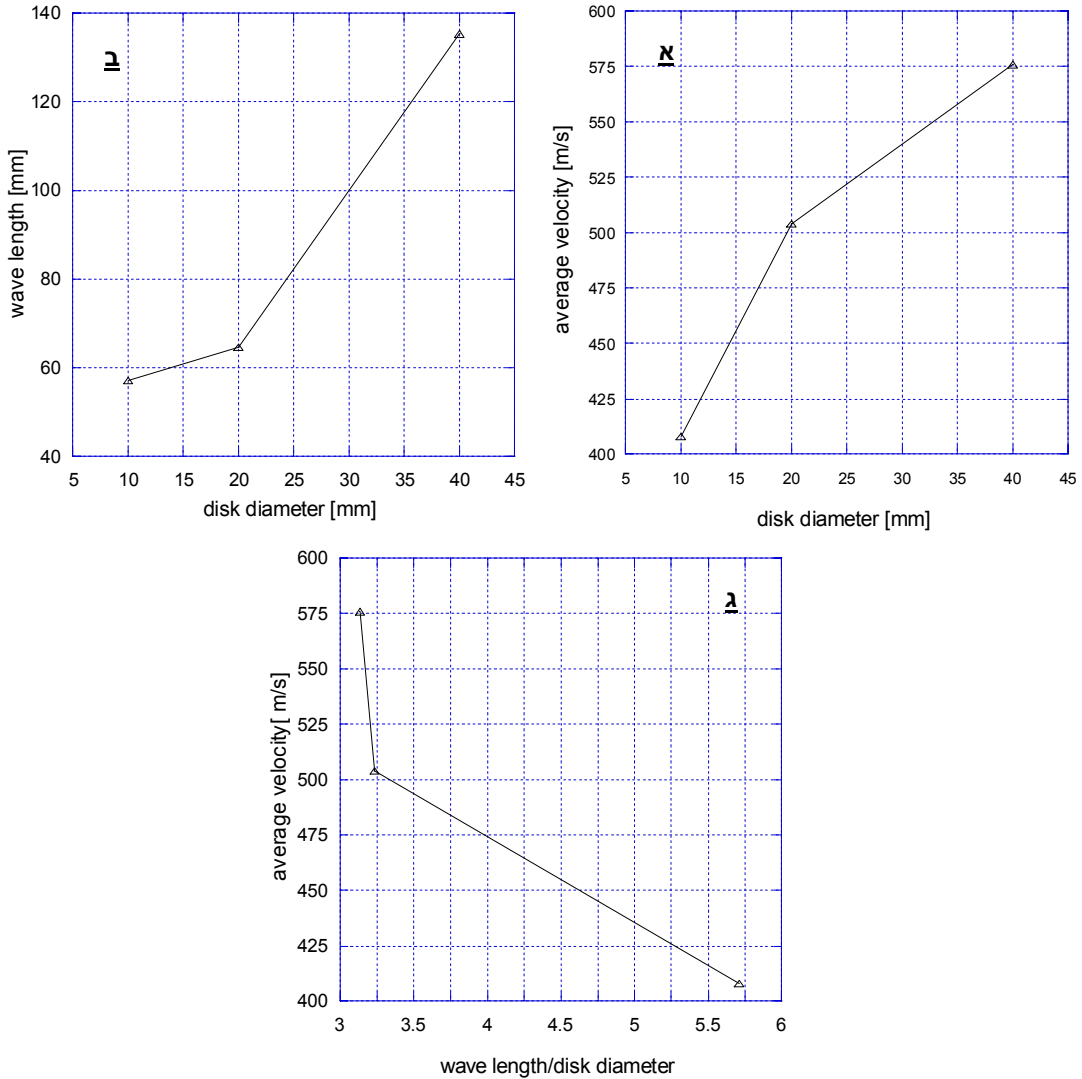 ב
140
120
100
80
60
40
wave length [mm]
5 10 15 20 25 30 35 40 45
disk diameter [mm]
א
600
575
550
525
500
475
450
425
400
average velocity [m/s]
5 10 15 20 25 30 35 40 45
disk diameter [mm]
ג
600
575
550
525
500
475
450
425
400
average velocity[ m/s]
3 3.5 4 4.5 5 5.5 6
wave length/disk diameter